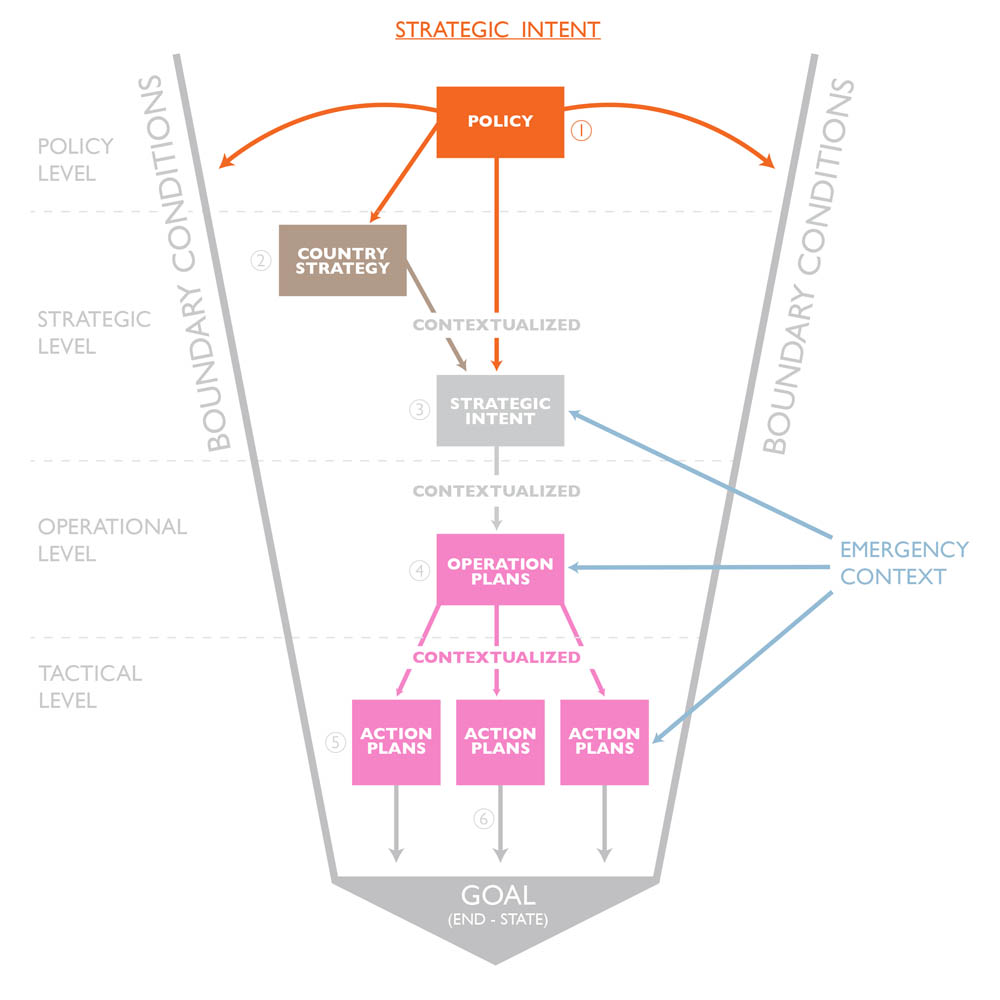 STRATEGIC INTENT
BOUNDARY CONDITIONS
BOUNDARY CONDITIONS
POLICY
LEVEL
POLICY
①
②
COUNTRY
STRATEGY
STRATEGIC
LEVEL
CONTEXTUALIZED
③
STRATEGIC
INTENT
CONTEXTUALIZED
OPERATIONAL
LEVEL
④
OPERATION
PLANS
EMERGENCY
CONTEXT
CONTEXTUALIZED
TACTICAL
LEVEL
⑤
ACTION
PLANS
ACTION
PLANS
ACTION
PLANS
⑥
GOAL
(END - STATE)